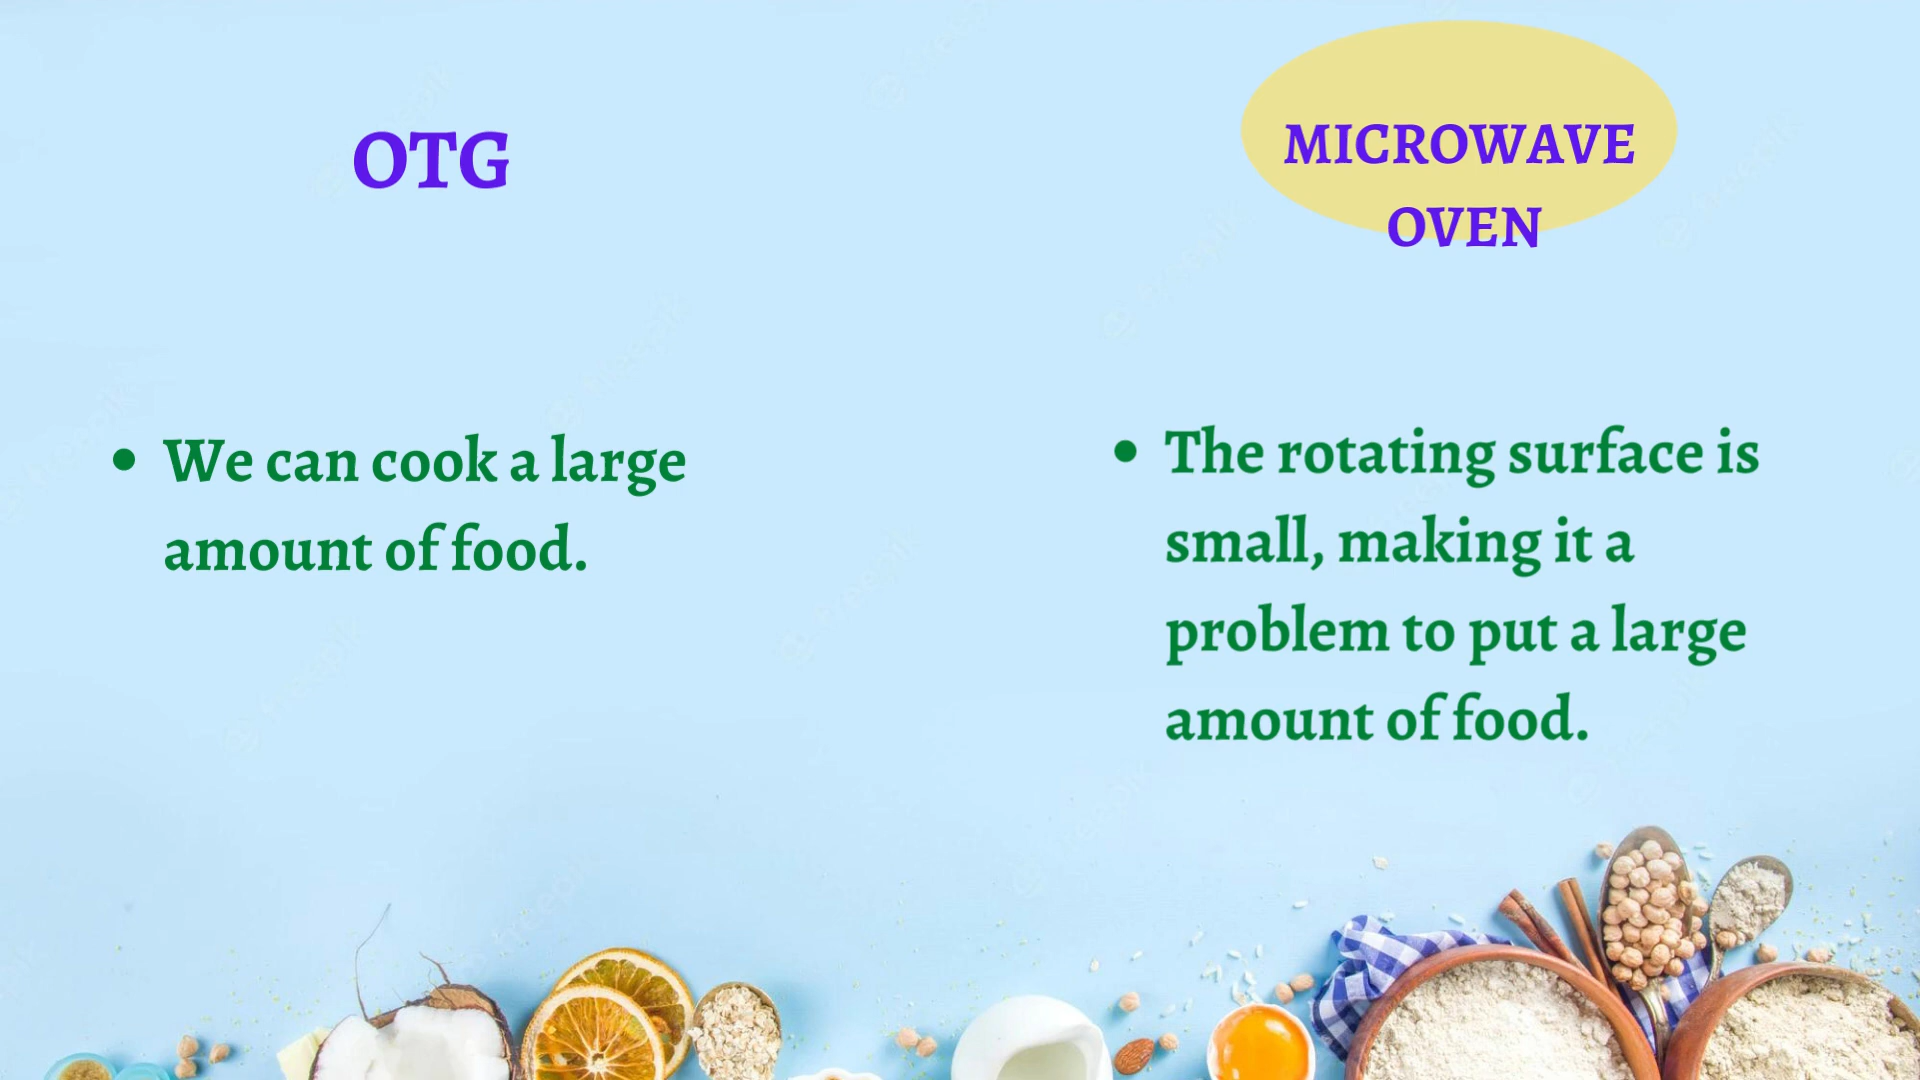 OTG
• We can cook a large
amount of food.
MICROWAVE
OVEN
• The rotating surface is
small, making it a
problem to put a large
amount of food.